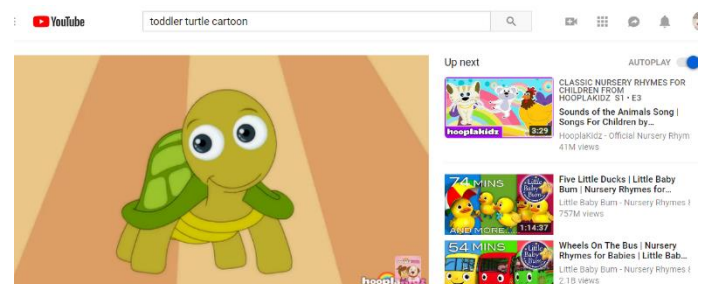 YouTube
toddler turtle cartoon
Up next
AUTOPLAY
CLASSIC NURSERY RHYMES FOR
CHILDREN FROM
HOOPLAKIDZ S1 • E3
Sounds of the Animals Song |
Songs For Children by...
HooplaKidz - Official Nursery Rhym
41M views
hooplakidz
3:29
74 MINS
Little Baby Bum
AND MORE...
1:14:37
Five Little Ducks | Little Baby
Bum | Nursery Rhymes for...
Little Baby Bum - Nursery Rhymes
757M views
54 MINS
Wheels On The Bus | Nursery
Rhymes for Babies | Little Bab...
Little Baby Bum - Nursery Rhymes
2.1B views